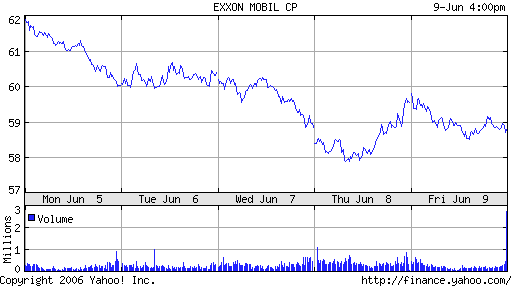 EXXON MOBIL CP 9-Jun 4:00pm
62
61
60
59
58
57
Mon Jun 5 Tue Jun 6 Wed Jun 7 Thu Jun 8 Fri Jun 9
Millions
3
2
1
0
Volume
Copyright 2006 Yahoo! Inc. http://finance.yahoo.com/